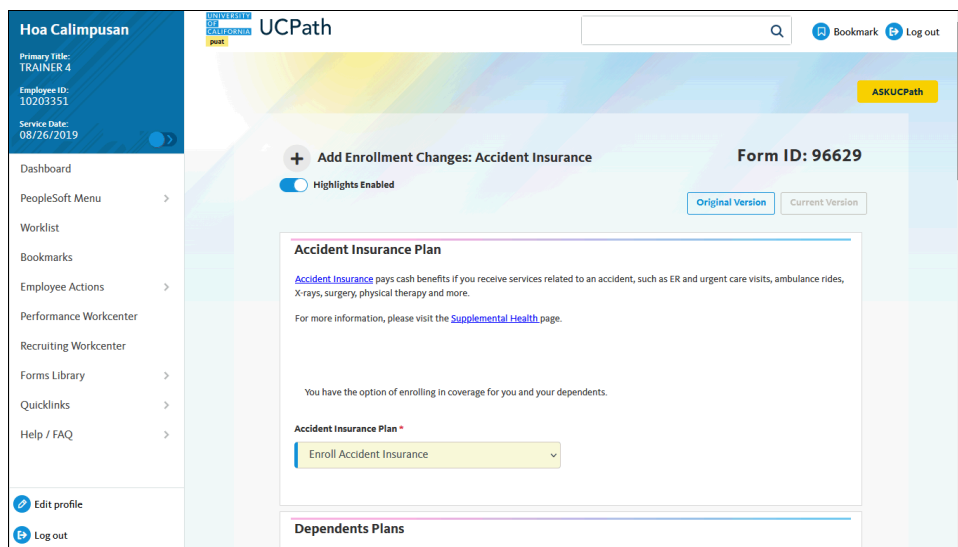 Hoa Calimpusan
Primary Title:
TRAINER 4
Employee ID:
10203351
Service Date:
08/26/2019
Dashboard
PeopleSoft Menu
Worklist
Bookmarks
Employee Actions
Performance Workcenter
Recruiting Workcenter
Forms Library
Quicklinks
Help / FAQ
Edit profile
Log out
UNIVERSITY
OF
CALIFORNIA
puat
UCPath
Bookmark
Log out
ASKUCPath
Add Enrollment Changes: Accident Insurance
Form ID: 96629
Highlights Enabled
Original Version
Current Version
Accident Insurance Plan
Accident Insurance pays cash benefits if you receive services related to an accident, such as ER and urgent care visits, ambulance rides,
X-rays, surgery, physical therapy and more.
For more information, please visit the Supplemental Health page.
You have the option of enrolling in coverage for you and your dependents.
Accident Insurance Plan *
Enroll Accident Insurance
Dependents Plans